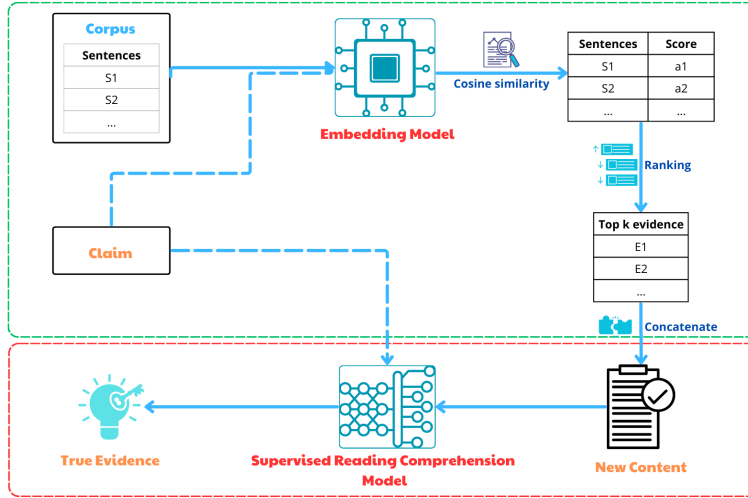 Corpus
Sentences
S1
S2
...
Embedding Model
Cosine similarity
Sentences Score
S1 a1
S2 a2
... ...
Ranking
Claim
Top k evidence
E1
E2
...
Concatenate
True Evidence
Supervised Reading Comprehension
Model
New Content